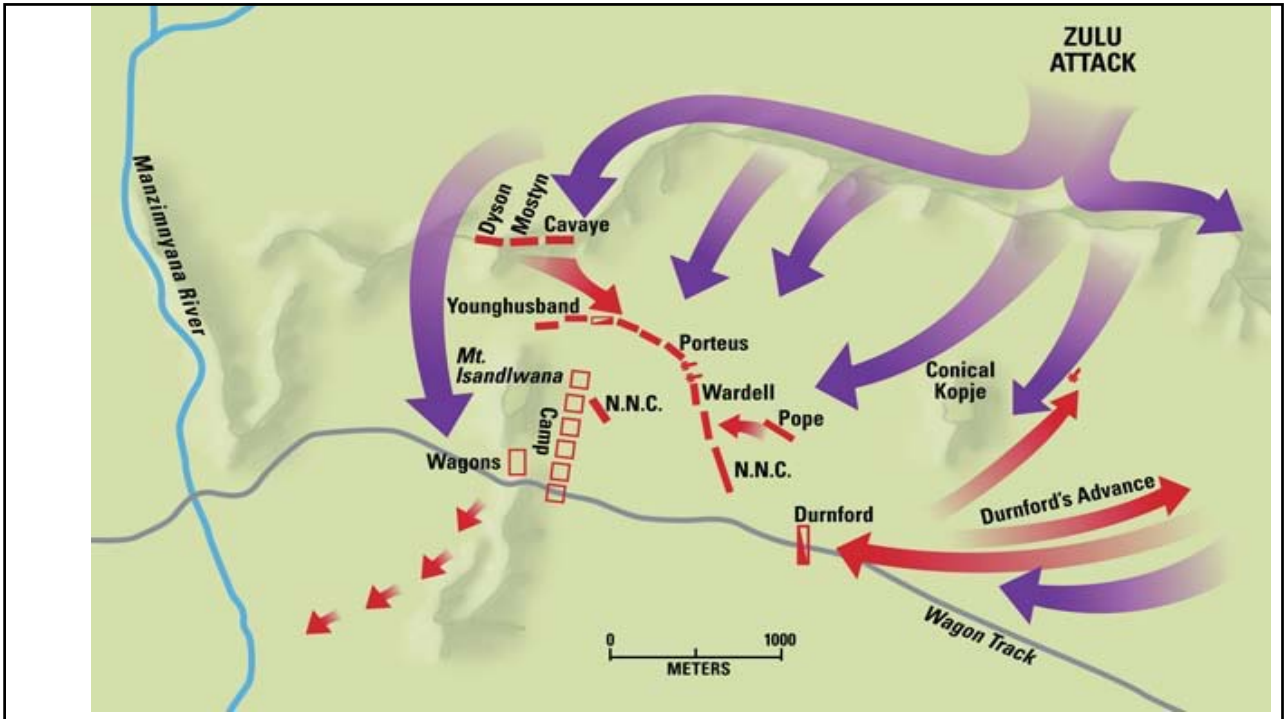 ZULU
ATTACK
Manzimnyana River
Dyson
Mostyn
Cavaye
Younghusband
Porteus
Mt.
Isandlwana
Wardell
Conical
Kopje
N.N.C.
Camp
Pope
Wagons
N.N.C.
Durnford's Advance
Durnford
Wagon Track
0 1000
METERS